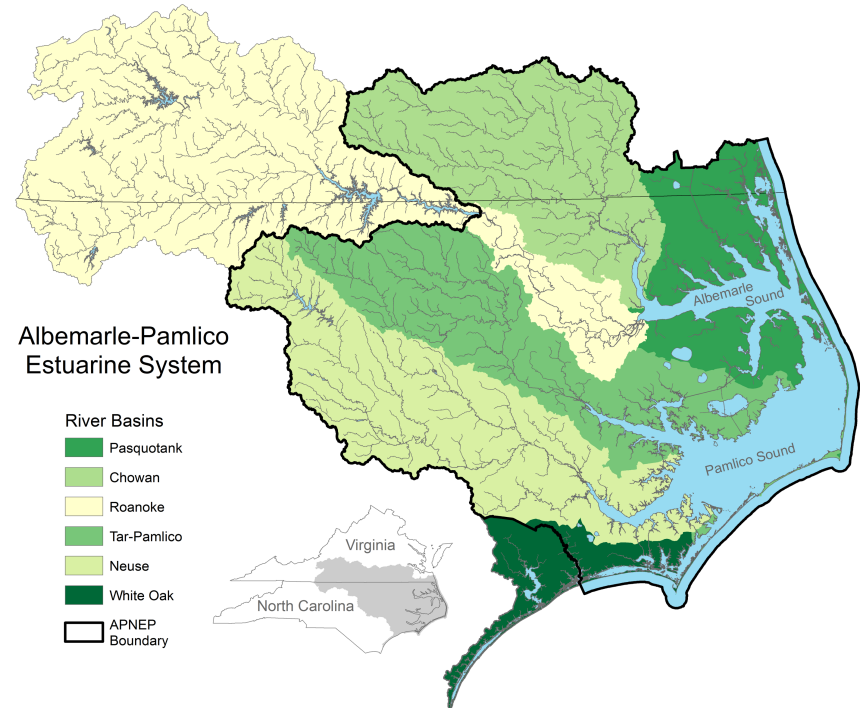 Albemarle
Sound
Albemarle-Pamlico
Estuarine System
River Basins
Pasquotank
Chowan
Roanoke
Tar-Pamlico
Neuse
White Oak
APNEP
Boundary
Pamlico Sound
Virginia
North Carolina